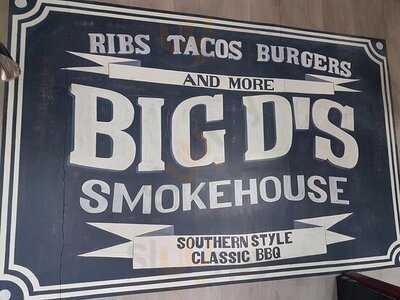 RIBS TACOS BURGERS
AND MORE
BIG D'S
SMOKEHOUSE
SOUTHERN STYLE
CLASSIC BBQ